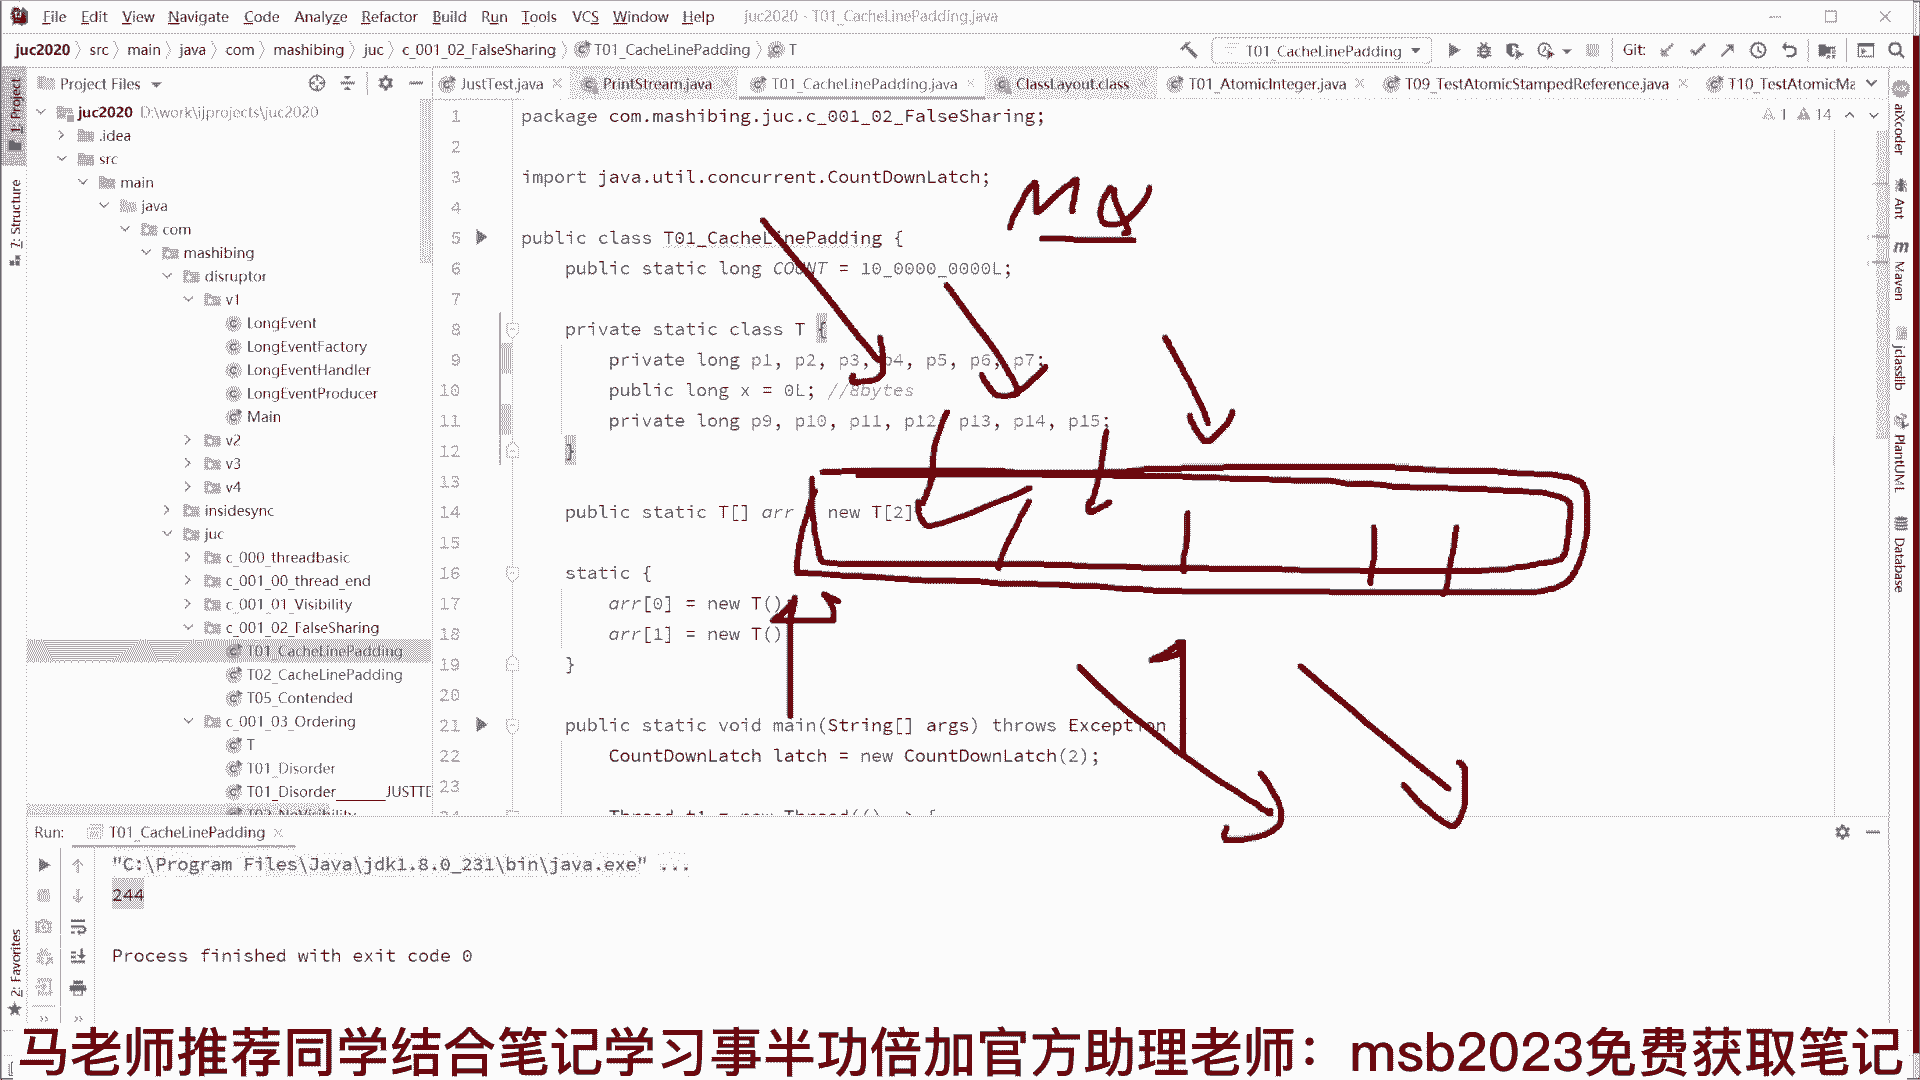 File Edit View Navigate Code Analyze Refactor Build Run Tools VCS Window Help juc2020 - T01_CacheLinePadding.java
juc2020 src main java com mashibing juc c_001_02_FalseSharing T01_CacheLinePadding T T01_CacheLinePadding Git:
Project Files JustTest.java PrintStream.java T01_CacheLinePadding.java ClassLayout.class T01_AtomicInteger.java T09_TestAtomicStampedReference.java T10_TestAtomicMa
1: Project
7: Structure
2: Favorites
juc2020 D:\work\ijprojects\juc2020
.idea
src
main
java
com
mashibing
disruptor
v1
LongEvent
LongEventFactory
LongEventHandler
LongEventProducer
Main
v2
v3
v4
insidesync
juc
c_000_threadbasic
c_001_00_thread_end
c_001_01_Visibility
c_001_02_FalseSharing
T01_CacheLinePadding
T02_CacheLinePadding
T05_Contended
c_001_03_Ordering
T
T01_Disorder
T01_Disorder______JUSTTE
1 package com.mashibing.juc.c_001_02_FalseSharing;
2
3 import java.util.concurrent.CountDownLatch;
4
5 public class T01_CacheLinePadding {
6 public static long COUNT = 10_0000_0000L;
7
8 private static class T {
9 private long p1, p2, p3, p4, p5, p6, p7;
10 public long x = 0L; //8bytes
11 private long p9, p10, p11, p12, p13, p14, p15;
12 }
13
14 public static T[] arr new T[2]
15
16 static {
17 arr[0] = new T()
18 arr[1] = new T()
19 }
20
21 public static void main(String[] args) throws Exception
22 CountDownLatch latch = new CountDownLatch(2);
23
MQ
1 14
aiXcoder
Ant
Maven
jclasslib
PlantUML
Database
Run: T01_CacheLinePadding
"C:\Program Files\Java\jdk1.8.0_231\bin\java.exe" ...
244
Process finished with exit code 0
马老师推荐同学结合笔记学习事半功倍加官方助理老师：msb2023免费获取笔记